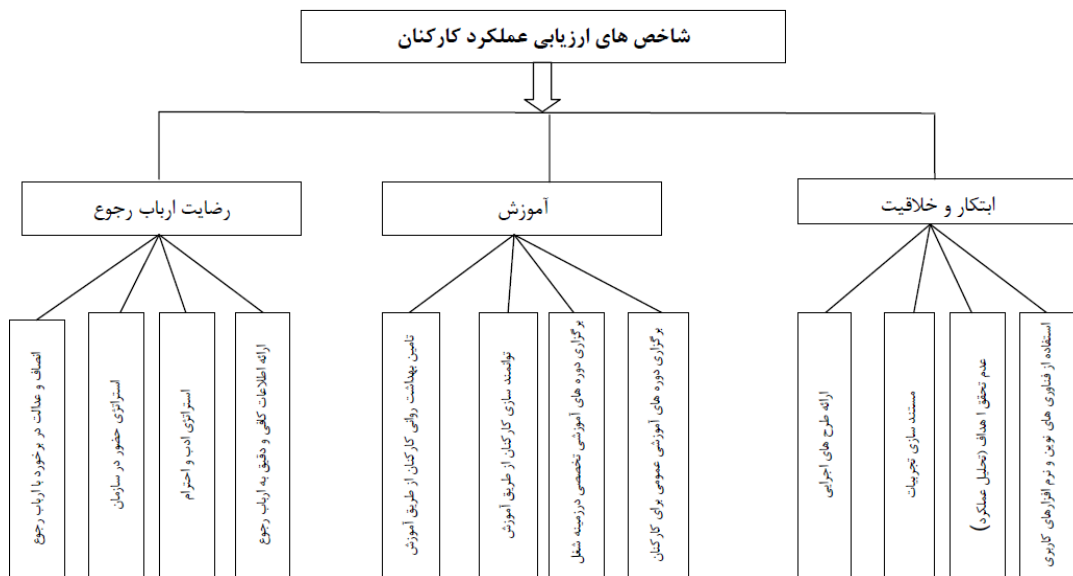 شاخص های ارزیابی عملکرد کارکنان
ابتکار و خلاقیت
آموزش
رضایت ارباب رجوع
استفاده از فناوری های نوین و نرم افزارهای کاربری
عدم تحقق ا هداف (تحلیل عملکرد)
مستند سازی تجربیات
ارائه طرح های اجرایی
برگزاری دوره های آموزشی عمومی برای کارکنان
برگزاری دوره های آموزشی تخصصی درزمینه شغل
توانمند سازی کارکنان از طریق آموزش
تامین بهداشت روانی کارکنان از طریق آموزش
ارائه اطلاعات کافی و دقیق به ارباب رجوع
استراتژی ادب و احترام
استراتژی حضور در سازمان
انصاف و عدالت در برخورد با ارباب رجوع